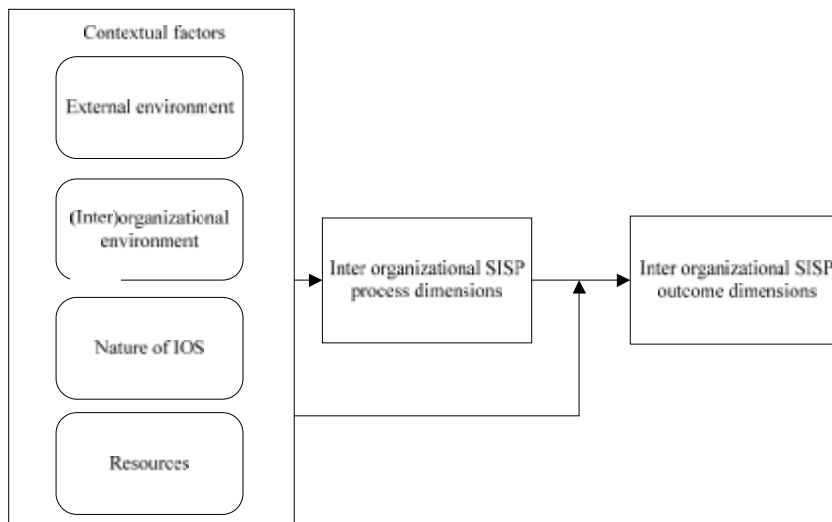 Contextual factors
External environment
(Inter)organizational
environment
Nature of IOS
Resources
Inter organizational SISP
process dimensions
Inter organizational SISP
outcome dimensions